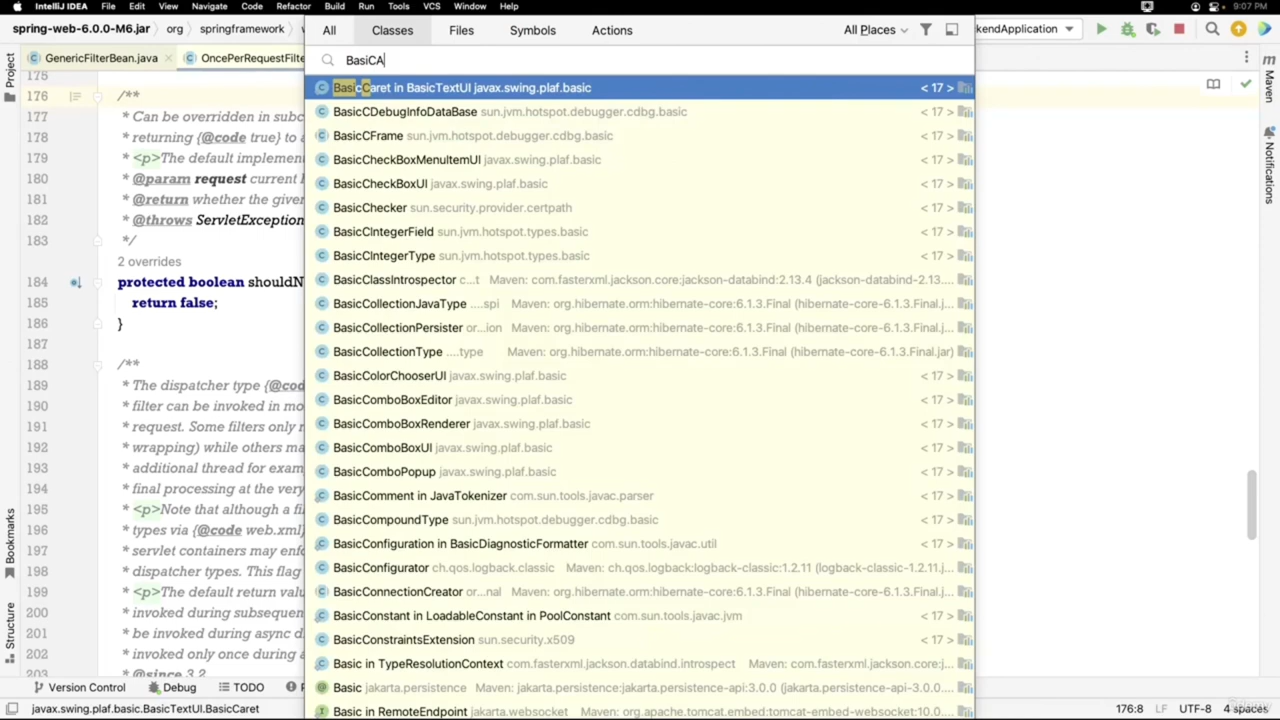 IntelliJ IDEA File Edit View Navigate Code Refactor Build Run Tools VCS Window Help 9:07 PM
spring-web-6.0.0-M6.jar org springframework kendApplication
All Classes Files Symbols Actions All Places
GenericFilterBean.java OncePerRequestFilte
BasiCA
BasicCaret in BasicTextUI javax.swing.plaf.basic < 17 >
BasicCDebugInfoDataBase sun.jvm.hotspot.debugger.cdbg.basic < 17 >
BasicCFrame sun.jvm.hotspot.debugger.cdbg.basic < 17 >
BasicCheckBoxMenuItemUI javax.swing.plaf.basic < 17 >
BasicCheckBoxUI javax.swing.plaf.basic < 17 >
BasicChecker sun.security.provider.certpath < 17 >
BasicCIntegerField sun.jvm.hotspot.types.basic < 17 >
BasicCIntegerType sun.jvm.hotspot.types.basic < 17 >
BasicClassIntrospector c...t Maven: com.fasterxml.jackson.core:jackson-databind:2.13.4 (jackson-databind-2.13....
BasicCollectionJavaType ....spi Maven: org.hibernate.orm:hibernate-core:6.1.3.Final (hibernate-core-6.1.3.Final.j...
BasicCollectionPersister or...ion Maven: org.hibernate.orm:hibernate-core:6.1.3.Final (hibernate-core-6.1.3.Final.j...
BasicCollectionType ....type Maven: org.hibernate.orm:hibernate-core:6.1.3.Final (hibernate-core-6.1.3.Final.jar)
BasicColorChooserUI javax.swing.plaf.basic < 17 >
BasicComboBoxEditor javax.swing.plaf.basic < 17 >
BasicComboBoxRenderer javax.swing.plaf.basic < 17 >
BasicComboBoxUI javax.swing.plaf.basic < 17 >
BasicComboPopup javax.swing.plaf.basic < 17 >
BasicComment in JavaTokenizer com.sun.tools.javac.parser < 17 >
BasicCompoundType sun.jvm.hotspot.debugger.cdbg.basic < 17 >
BasicConfiguration in BasicDiagnosticFormatter com.sun.tools.javac.util < 17 >
BasicConfigurator ch.qos.logback.classic Maven: ch.qos.logback:logback-classic:1.2.11 (logback-classic-1.2.11.j...
BasicConnectionCreator or...nal Maven: org.hibernate.orm:hibernate-core:6.1.3.Final (hibernate-core-6.1.3.Final.j...
BasicConstant in LoadableConstant in PoolConstant com.sun.tools.javac.jvm < 17 >
BasicConstraintsExtension sun.security.x509 < 17 >
Basic in TypeResolutionContext com.fasterxml.jackson.databind.introspect Maven: com.fasterxml.jackson.core:j...
Basic jakarta.persistence Maven: jakarta.persistence:jakarta.persistence-api:3.0.0 (jakarta.persistence-api-3.0.0....
Basic in RemoteEndpoint jakarta.websocket Maven: org.apache.tomcat.embed:tomcat-embed-websocket:10.0....
175
176 /**
177 * Can be overridden in subc
178 * returning {@code true} to a
179 * <p>The default implement
180 * @param request current H
181 * @return whether the give
182 * @throws ServletException
183 */
2 overrides
184 protected boolean shouldN
185 return false;
186 }
187
188 /**
189 * The dispatcher type {@cod
190 * filter can be invoked in mo
191 * request. Some filters only n
192 * wrapping) while others ma
193 * additional thread for exam
194 * final processing at the very
195 * <p>Note that although a fi
196 * types via {@code web.xml}
197 * servlet containers may enfo
198 * dispatcher types. This flag
199 * <p>The default return valu
200 * invoked during subsequen
201 * be invoked during async d
202 * invoked only once during a
203 * @since 3.2
Project
Bookmarks
Structure
Maven
Notifications
Version Control Debug TODO
javax.swing.plaf.basic.BasicTextUI.BasicCaret 176:8 LF UTF-8 4 spaces